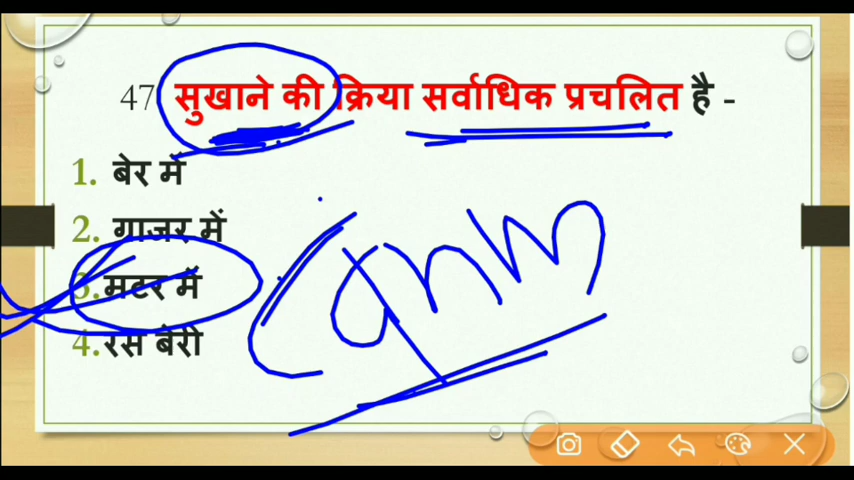 47 सुखाने की क्रिया सर्वाधिक प्रचलित है -
1. बेर में
2. गाजर में
3. मटर में
4. रस बेरी